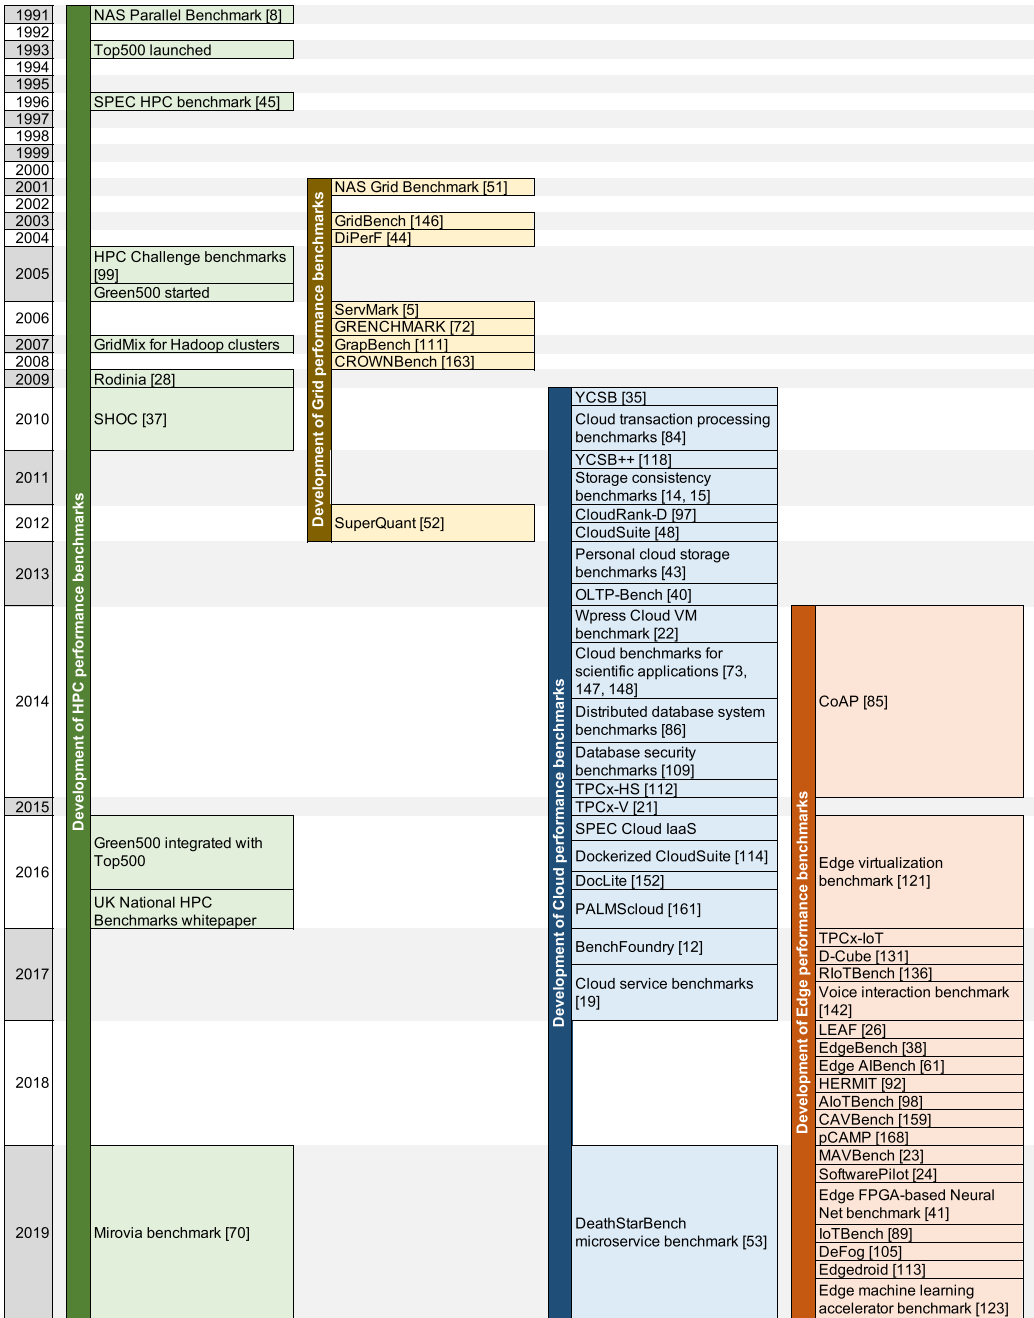 1991
NAS Parallel Benchmark [8]
1992
1993
Top500 launched
1994
1995
1996
SPEC HPC benchmark [45]
1997
1998
1999
2000
2001
NAS Grid Benchmark [51]
2002
2003
GridBench [146]
2004
DiPerF [44]
2005
HPC Challenge benchmarks
[99]
Green500 started
2006
ServMark [5]
GRENCHMARK [72]
2007
GridMix for Hadoop clusters
GrapBench [111]
2008
CROWNBench [163]
2009
Rodinia [28]
2010
SHOC [37]
YCSB [35]
Cloud transaction processing
benchmarks [84]
2011
YCSB++ [118]
Storage consistency
benchmarks [14, 15]
2012
SuperQuant [52]
CloudRank-D [97]
CloudSuite [48]
2013
Personal cloud storage
benchmarks [43]
OLTP-Bench [40]
2014
Wpress Cloud VM
benchmark [22]
Cloud benchmarks for
scientific applications [73,
147, 148]
Distributed database system
benchmarks [86]
Database security
benchmarks [109]
TPCx-HS [112]
CoAP [85]
2015
TPCx-V [21]
2016
Green500 integrated with
Top500
UK National HPC
Benchmarks whitepaper
SPEC Cloud IaaS
Dockerized CloudSuite [114]
DocLite [152]
PALMScloud [161]
Edge virtualization
benchmark [121]
2017
BenchFoundry [12]
Cloud service benchmarks
[19]
TPCx-IoT
D-Cube [131]
RIoTBench [136]
Voice interaction benchmark
[142]
2018
LEAF [26]
EdgeBench [38]
Edge AIBench [61]
HERMIT [92]
AIoTBench [98]
CAVBench [159]
pCAMP [168]
2019
Mirovia benchmark [70]
DeathStarBench
microservice benchmark [53]
MAVBench [23]
SoftwarePilot [24]
Edge FPGA-based Neural
Net benchmark [41]
IoTBench [89]
DeFog [105]
Edgedroid [113]
Edge machine learning
accelerator benchmark [123]
Development of HPC performance benchmarks
Development of Grid performance benchmarks
Development of Cloud performance benchmarks
Development of Edge performance benchmarks